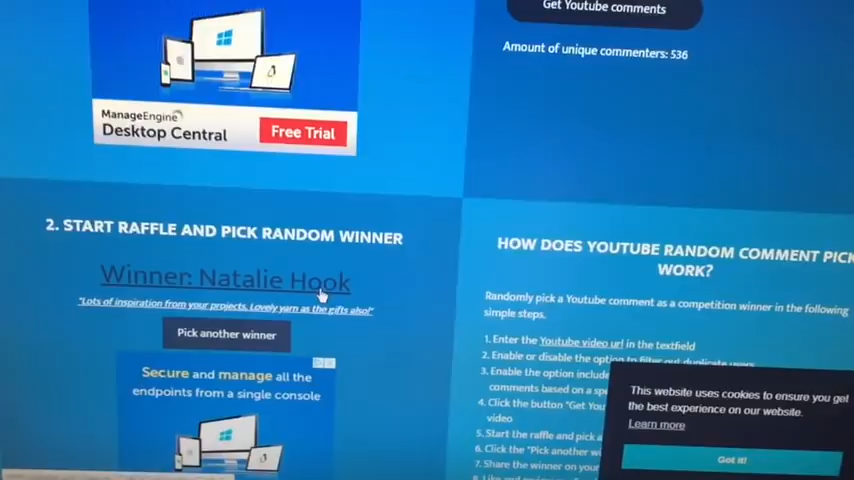 Get Youtube comments
Amount of unique commenters: 536
ManageEngine
Desktop Central
Free Trial
2. START RAFFLE AND PICK RANDOM WINNER
Winner: Natalie Hook
"Lots of inspiration from your projects. Lovely yarn as the gifts also!"
Pick another winner
Secure and manage all the
endpoints from a single console
HOW DOES YOUTUBE RANDOM COMMENT PICK
WORK?
Randomly pick a Youtube comment as a competition winner in the following
simple steps.
1. Enter the Youtube video url in the textfield
2. Enable or disable the option to filter out duplicate users
3. Enable the option include
comments based on a spe
4. Click the button "Get You
video
5. Start the raffle and pick a
6. Click the "Pick another w
7. Share the winner on your
This website uses cookies to ensure you get
the best experience on our website.
Learn more
Got it!